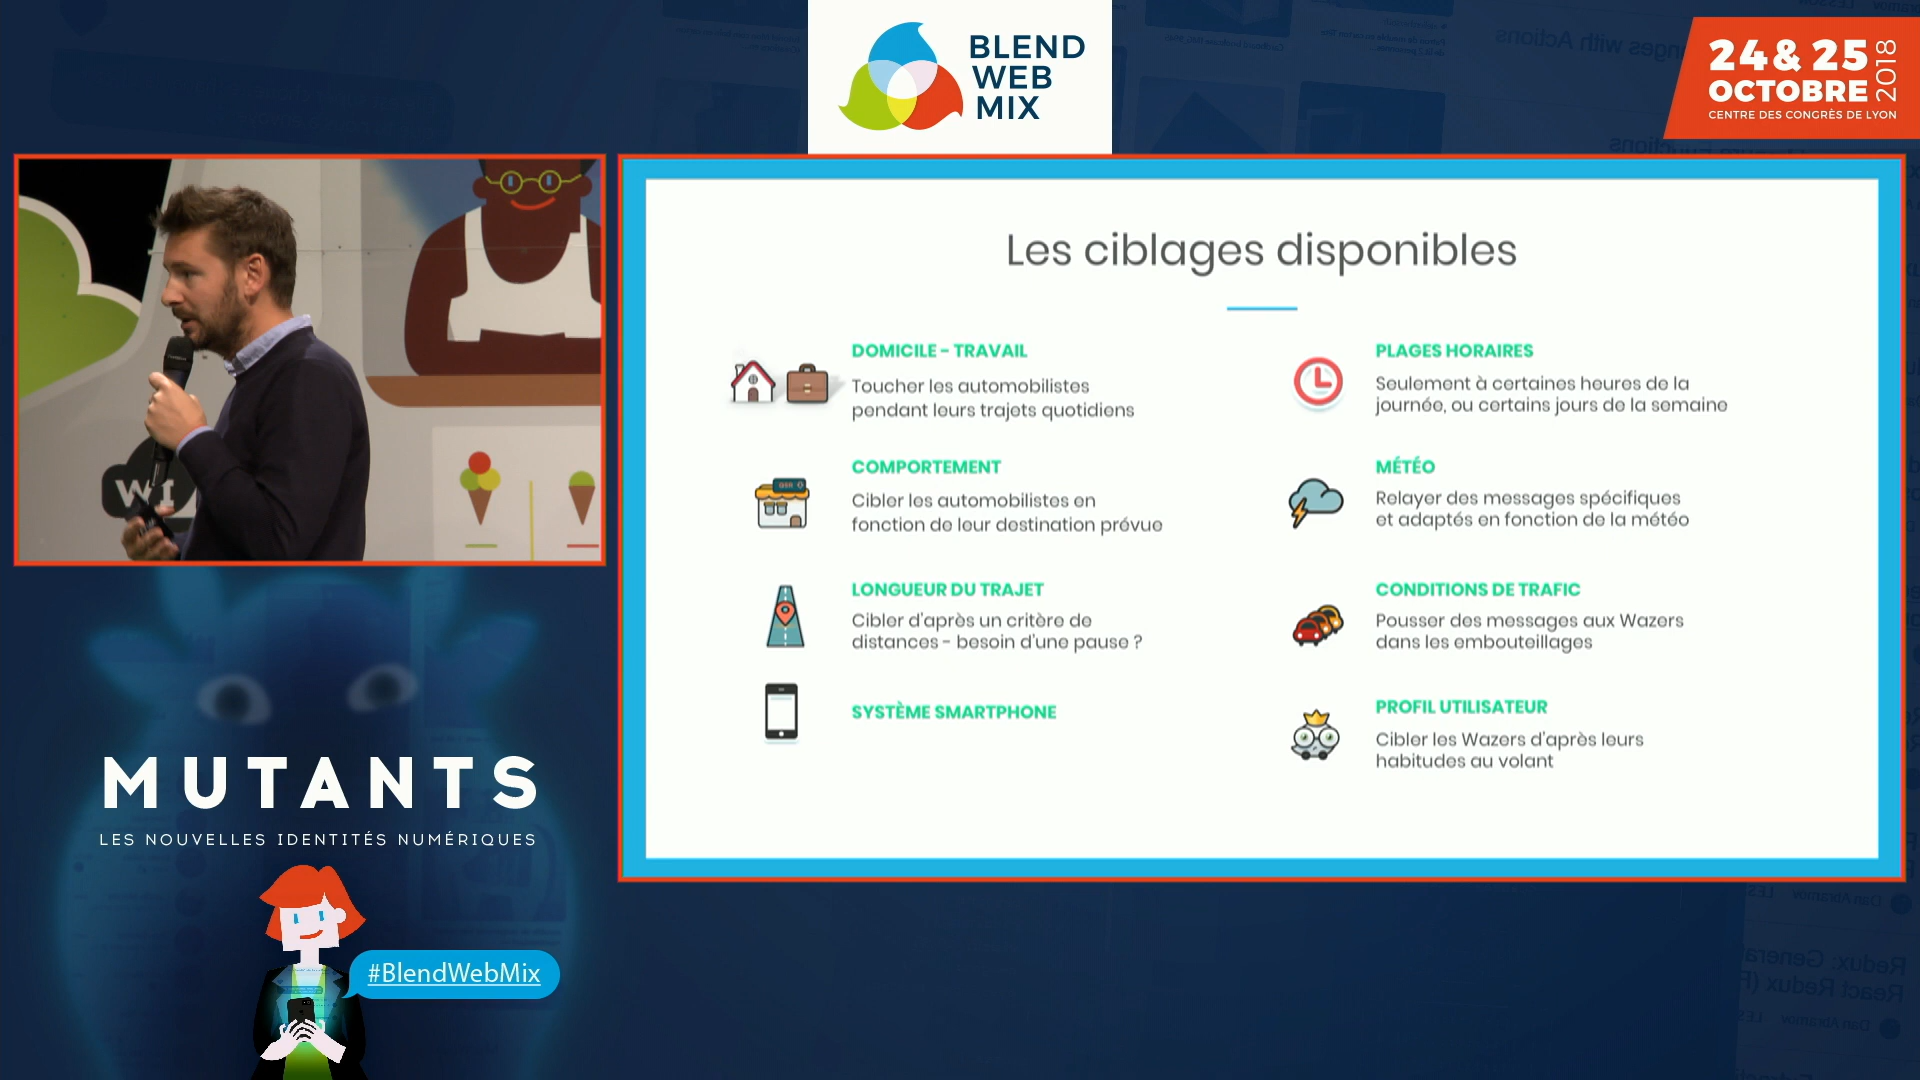 BLEND
WEB
MIX
24 & 25
OCTOBRE
2018
CENTRE DES CONGRÈS DE LYON
Les ciblages disponibles
DOMICILE - TRAVAIL
Toucher les automobilistes
pendant leurs trajets quotidiens
COMPORTEMENT
Cibler les automobilistes en
fonction de leur destination prévue
LONGUEUR DU TRAJET
Cibler d'après un critère de
distances - besoin d'une pause ?
SYSTÈME SMARTPHONE
PLAGES HORAIRES
Seulement à certaines heures de la
journée, ou certains jours de la semaine
MÉTÉO
Relayer des messages spécifiques
et adaptés en fonction de la météo
CONDITIONS DE TRAFIC
Pousser des messages aux Wazers
dans les embouteillages
PROFIL UTILISATEUR
Cibler les Wazers d'après leurs
habitudes au volant
MUTANTS
LES NOUVELLES IDENTITÉS NUMÉRIQUES
#BlendWebMix